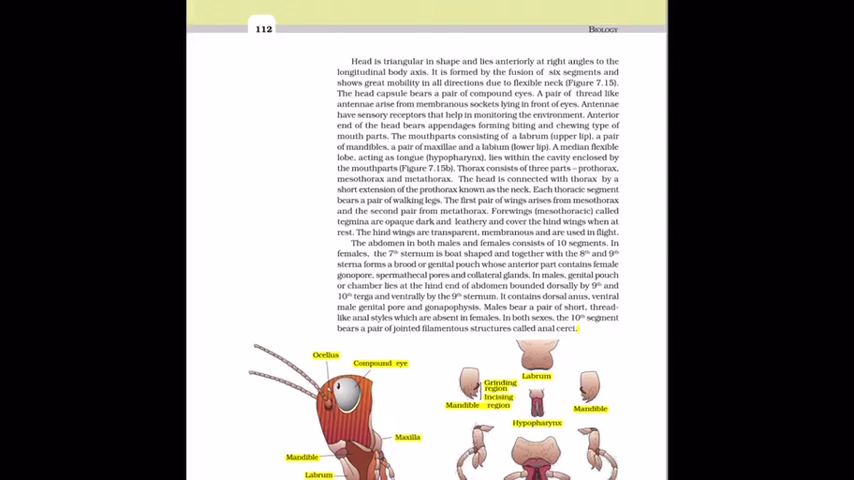 112
BIOLOGY
Head is triangular in shape and lies anteriorly at right angles to the
longitudinal body axis. It is formed by the fusion of six segments and
shows great mobility in all directions due to flexible neck (Figure 7.15).
The head capsule bears a pair of compound eyes. A pair of thread like
antennae arise from membranous sockets lying in front of eyes. Antennae
have sensory receptors that help in monitoring the environment. Anterior
end of the head bears appendages forming biting and chewing type of
mouth parts. The mouthparts consisting of a labrum (upper lip), a pair
of mandibles, a pair of maxillae and a labium (lower lip). A median flexible
lobe, acting as tongue (hypopharynx), lies within the cavity enclosed by
the mouthparts (Figure 7.15b). Thorax consists of three parts – prothorax,
mesothorax and metathorax. The head is connected with thorax by a
short extension of the prothorax known as the neck. Each thoracic segment
bears a pair of walking legs. The first pair of wings arises from mesothorax
and the second pair from metathorax. Forewings (mesothoracic) called
tegmina are opaque dark and leathery and cover the hind wings when at
rest. The hind wings are transparent, membranous and are used in flight.
The abdomen in both males and females consists of 10 segments. In
females, the 7th sternum is boat shaped and together with the 8th and 9th
sterna forms a brood or genital pouch whose anterior part contains female
gonopore, spermathecal pores and collateral glands. In males, genital pouch
or chamber lies at the hind end of abdomen bounded dorsally by 9th and
10th terga and ventrally by the 9th sternum. It contains dorsal anus, ventral
male genital pore and gonapophysis. Males bear a pair of short, thread-
like anal styles which are absent in females. In both sexes, the 10th segment
bears a pair of jointed filamentous structures called anal cerci.
Ocellus
Compound eye
Maxilla
Mandible
Labrum
Labrum
Grinding
region
Incising
region
Mandible
Mandible
Hypopharynx